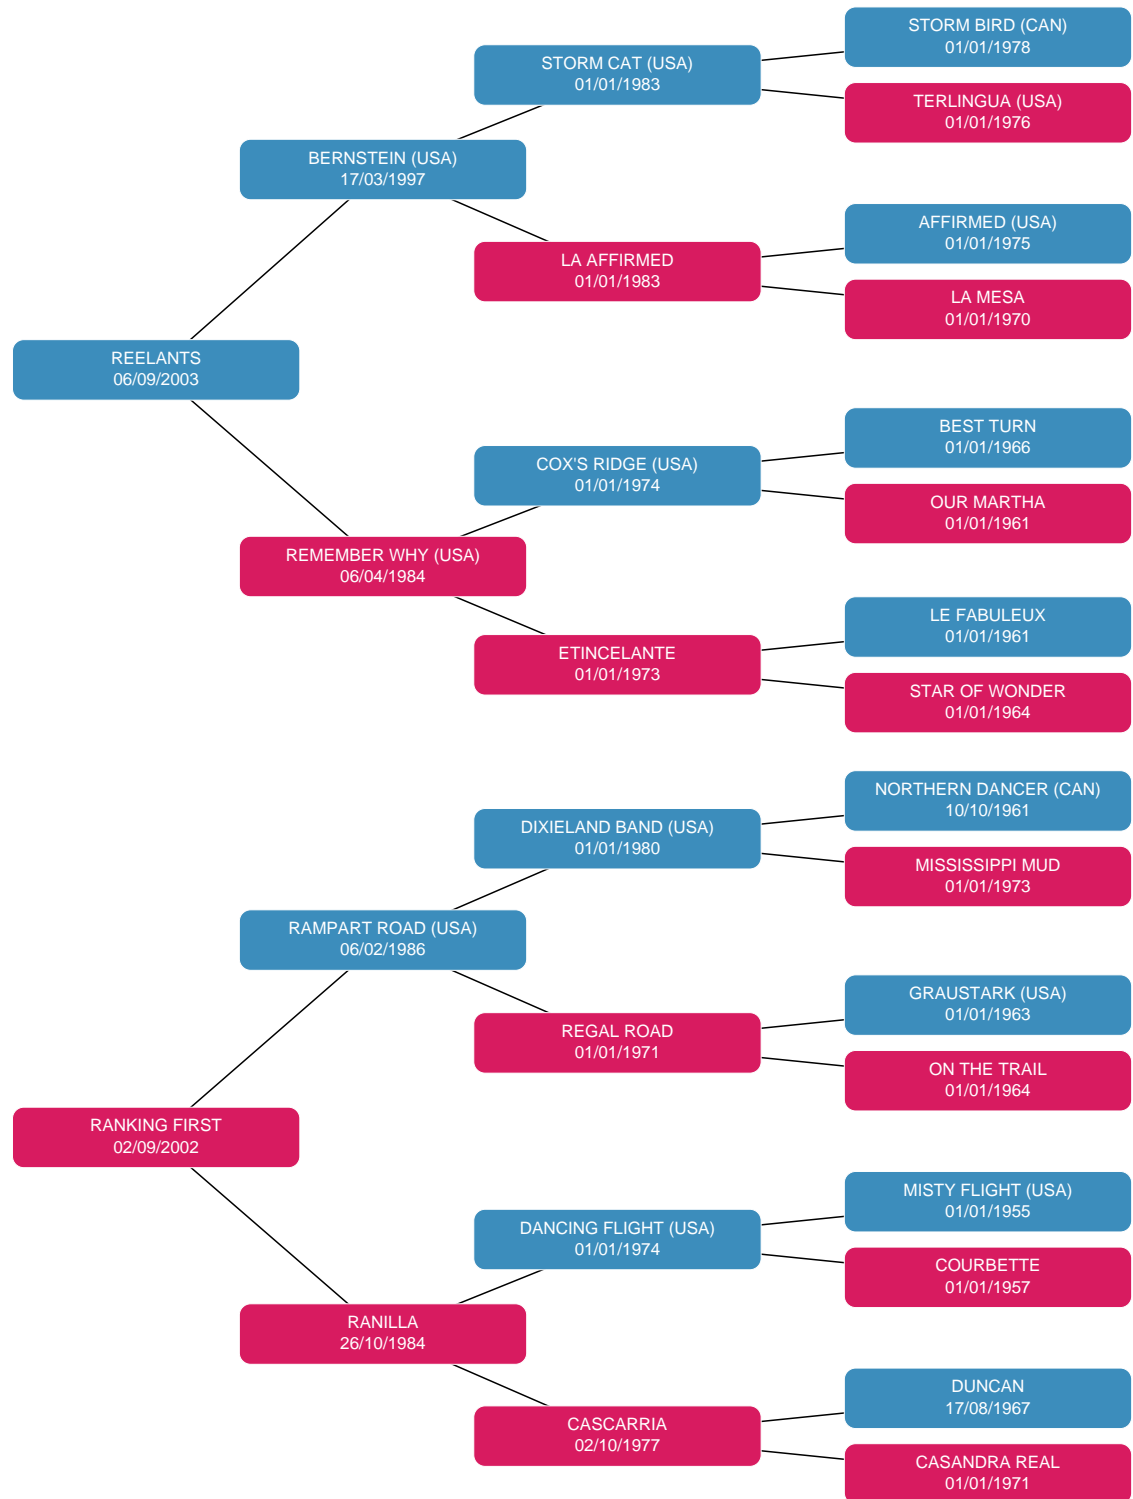 STORM BIRD (CAN)
01/01/1978
STORM CAT (USA)
01/01/1983
TERLINGUA (USA)
01/01/1976
BERNSTEIN (USA)
17/03/1997
AFFIRMED (USA)
01/01/1975
LA AFFIRMED
01/01/1983
LA MESA
01/01/1970
REELANTS
06/09/2003
BEST TURN
01/01/1966
COX'S RIDGE (USA)
01/01/1974
OUR MARTHA
01/01/1961
REMEMBER WHY (USA)
06/04/1984
LE FABULEUX
01/01/1961
ETINCELANTE
01/01/1973
STAR OF WONDER
01/01/1964
NORTHERN DANCER (CAN)
10/10/1961
DIXIELAND BAND (USA)
01/01/1980
MISSISSIPPI MUD
01/01/1973
RAMPART ROAD (USA)
06/02/1986
GRAUSTARK (USA)
01/01/1963
REGAL ROAD
01/01/1971
ON THE TRAIL
01/01/1964
RANKING FIRST
02/09/2002
MISTY FLIGHT (USA)
01/01/1955
DANCING FLIGHT (USA)
01/01/1974
COURBETTE
01/01/1957
RANILLA
26/10/1984
DUNCAN
17/08/1967
CASCARRIA
02/10/1977
CASANDRA REAL
01/01/1971